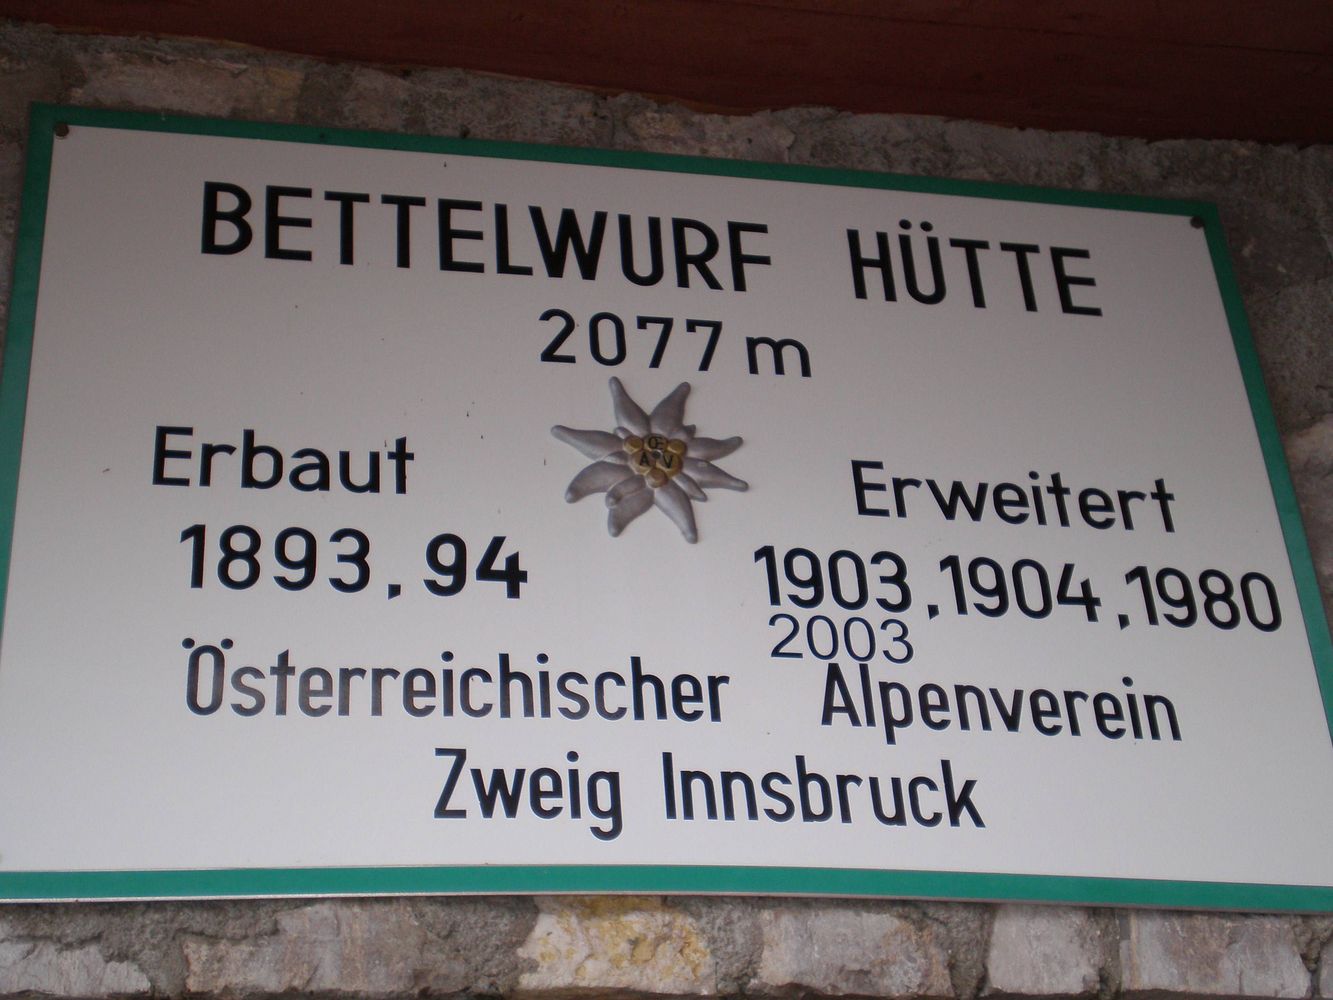 BETTELWURF HÜTTE
2077 m
Œ
A V
Erbaut
1893, 94
Erweitert
1903, 1904, 1980
2003
Österreichischer Alpenverein
Zweig Innsbruck